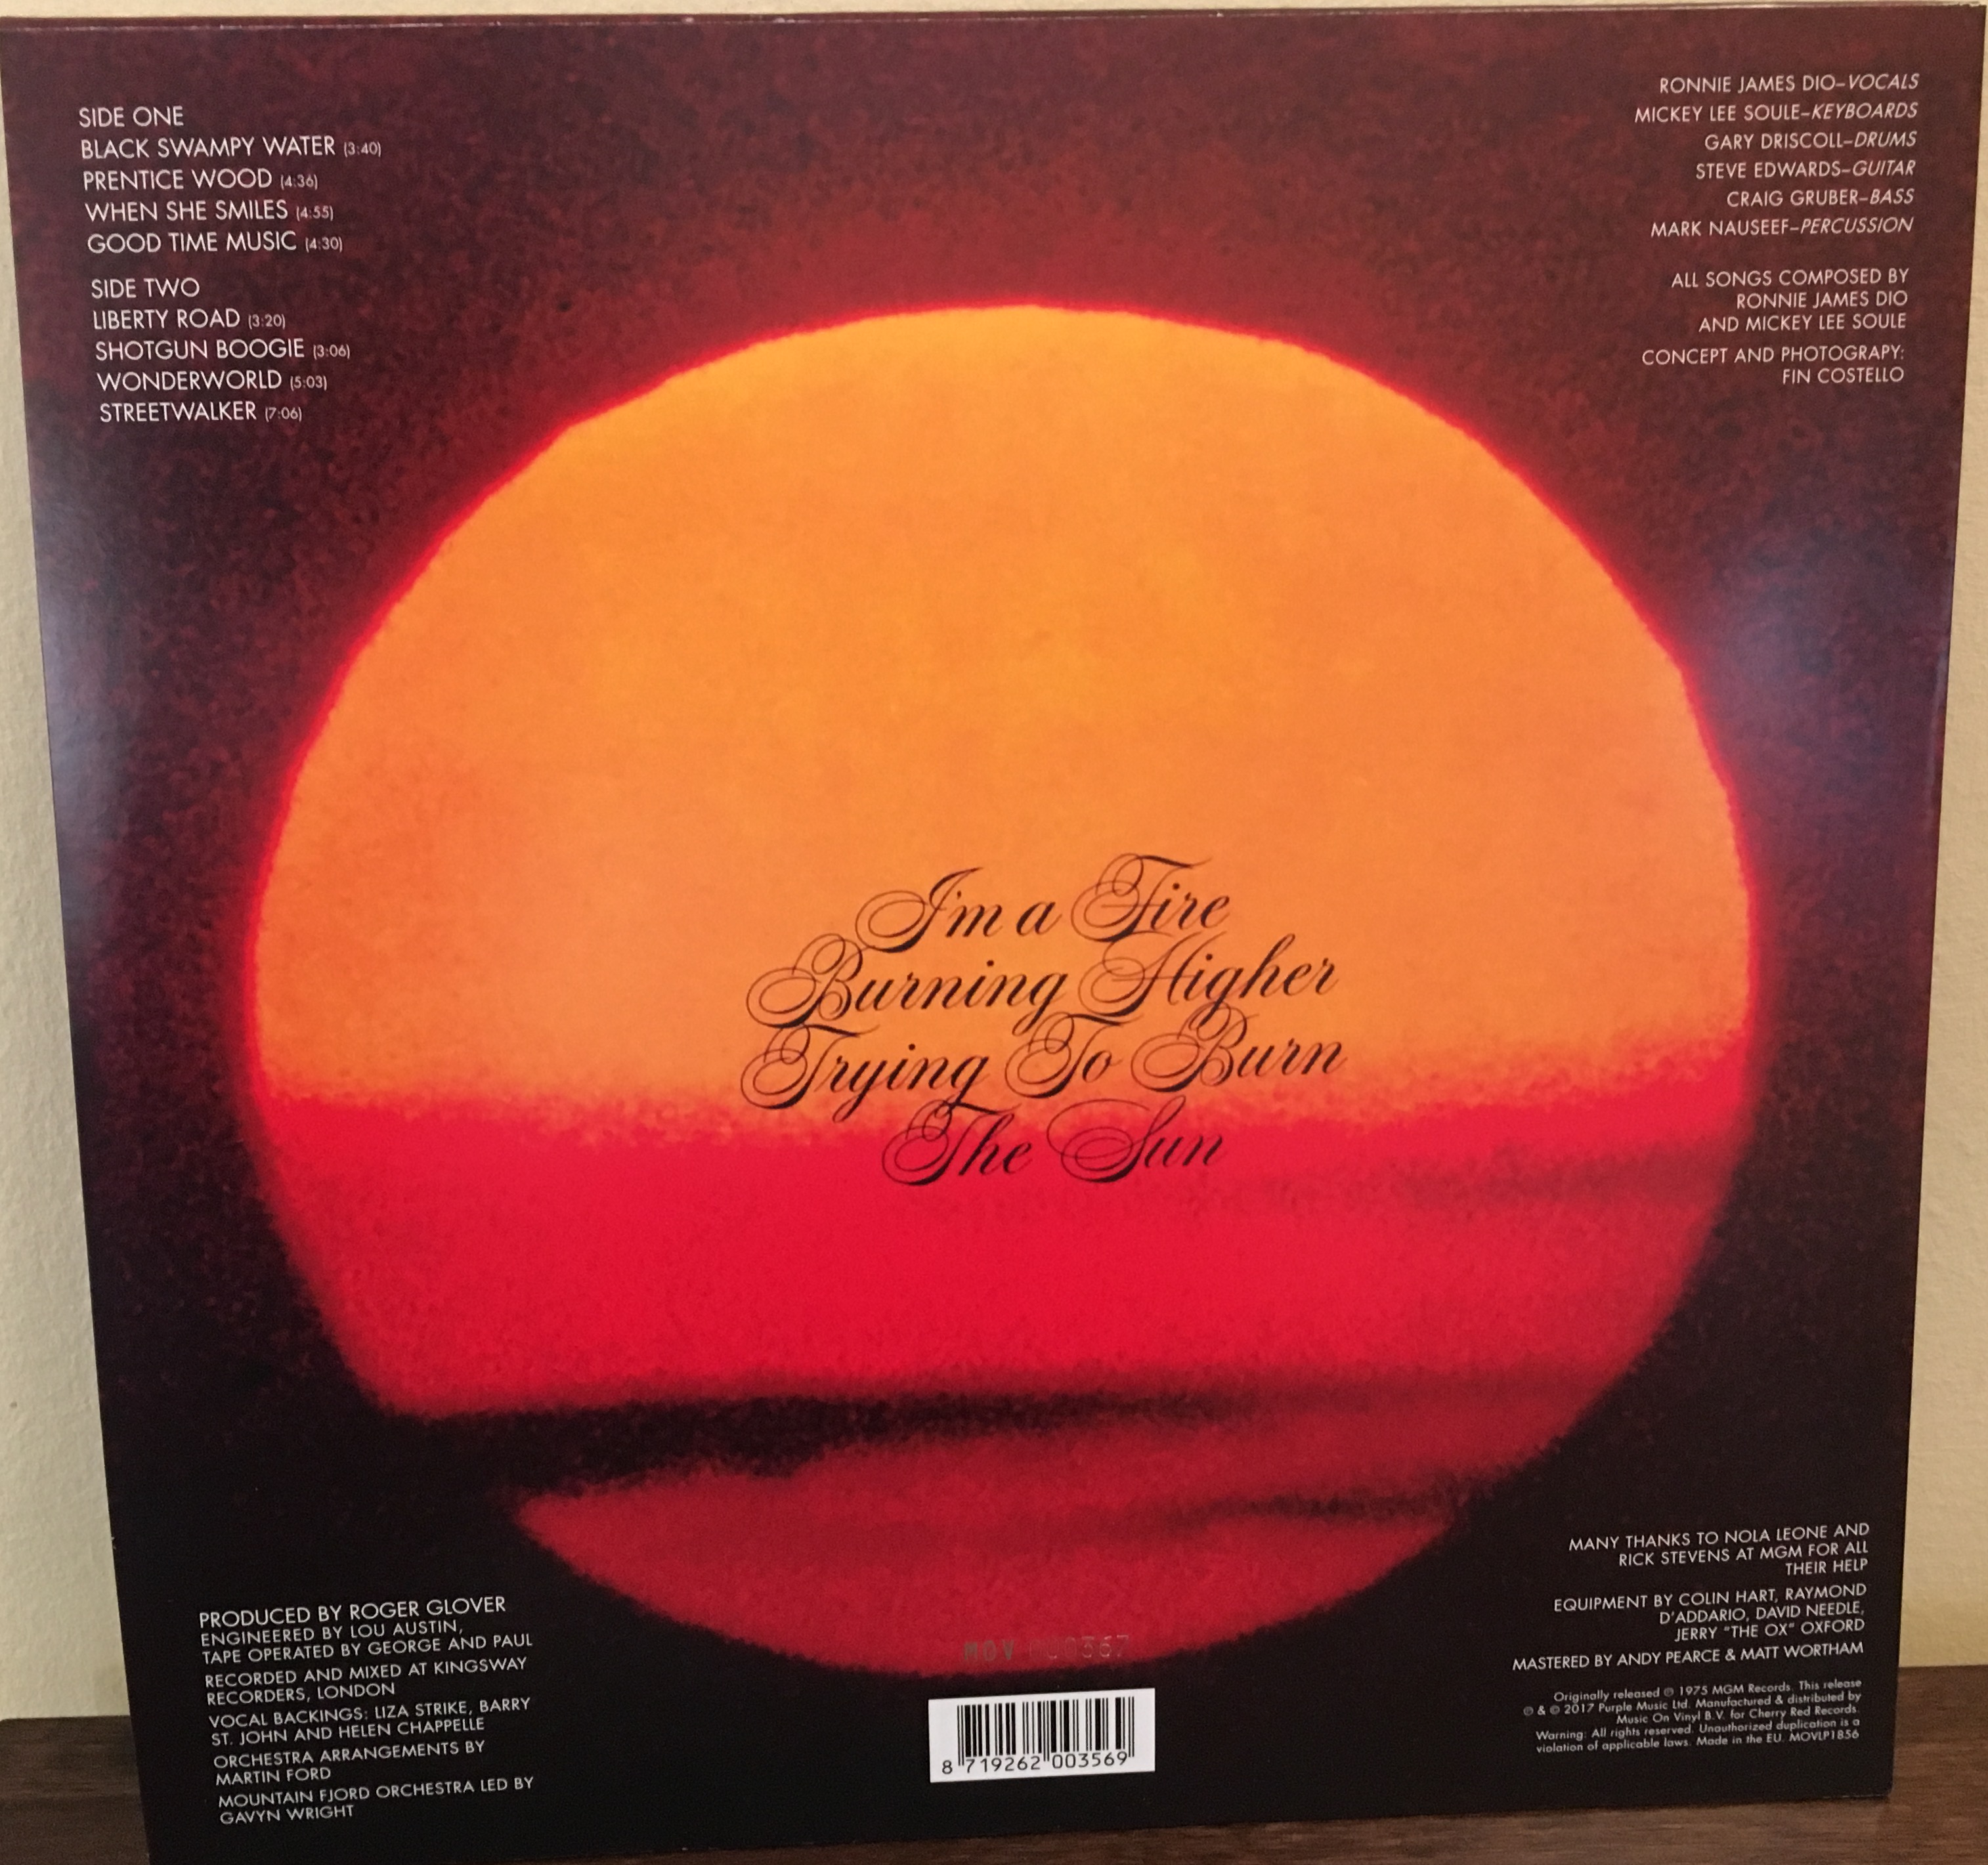 SIDE ONE
BLACK SWAMPY WATER (3:40)
PRENTICE WOOD (4:36)
WHEN SHE SMILES (4:55)
GOOD TIME MUSIC (4:30)
SIDE TWO
LIBERTY ROAD (3:20)
SHOTGUN BOOGIE (3:06)
WONDERWORLD (5:03)
STREETWALKER (7:06)
RONNIE JAMES DIO–VOCALS
MICKEY LEE SOULE–KEYBOARDS
GARY DRISCOLL–DRUMS
STEVE EDWARDS–GUITAR
CRAIG GRUBER–BASS
MARK NAUSEEF–PERCUSSION
ALL SONGS COMPOSED BY
RONNIE JAMES DIO
AND MICKEY LEE SOULE
CONCEPT AND PHOTOGRAPY:
FIN COSTELLO
I'm a Fire
Burning Higher
Trying To Burn
The Sun
PRODUCED BY ROGER GLOVER
ENGINEERED BY LOU AUSTIN,
TAPE OPERATED BY GEORGE AND PAUL
RECORDED AND MIXED AT KINGSWAY
RECORDERS, LONDON
VOCAL BACKINGS: LIZA STRIKE, BARRY
ST. JOHN AND HELEN CHAPPELLE
ORCHESTRA ARRANGEMENTS BY
MARTIN FORD
MOUNTAIN FJORD ORCHESTRA LED BY
GAVYN WRIGHT
MOV
8 719262 003569
MANY THANKS TO NOLA LEONE AND
RICK STEVENS AT MGM FOR ALL
THEIR HELP
EQUIPMENT BY COLIN HART, RAYMOND
D'ADDARIO, DAVID NEEDLE,
JERRY "THE OX" OXFORD
MASTERED BY ANDY PEARCE & MATT WORTHAM
Originally released ℗ 1975 MGM Records. This release
℗ & © 2017 Purple Music Ltd. Manufactured & distributed by
Music On Vinyl B.V. for Cherry Red Records.
Warning: All rights reserved. Unauthorized duplication is a
violation of applicable laws. Made in the EU. MOVLP1856